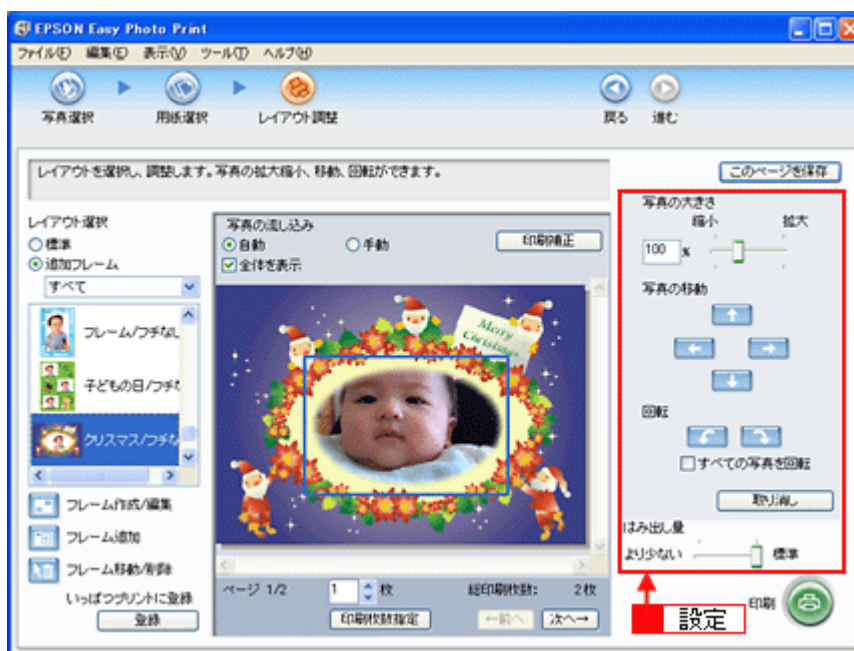 EPSON Easy Photo Print
ファイル(F) 編集(E) 表示(V) ツール(T) ヘルプ(H)
写真選択 用紙選択 レイアウト調整 戻る 進む
レイアウトを選択し、調整します。写真の拡大縮小、移動、回転ができます。
このページを保存
レイアウト選択
標準
追加フレーム
すべて
フレーム/フチなし
子どもの日/フチな
クリスマス/フチな
フレーム作成/編集
フレーム追加
フレーム移動/削除
いっぱつプリントに登録
登録
写真の流し込み
自動 手動
全体を表示
印刷補正
Merry
Christmas
ページ 1/2 1 枚 総印刷枚数: 2枚
印刷枚数指定 ←前へ 次へ→
写真の大きさ
縮小 拡大
100 %
写真の移動
回転
すべての写真を回転
取り消し
はみ出し量
より少ない 標準
設定
印刷